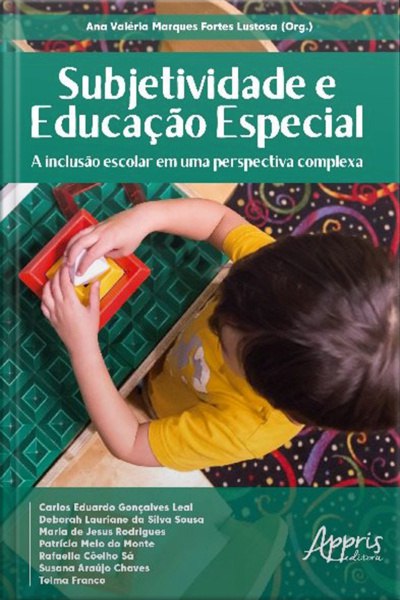 Ana Valéria Marques Fortes Lustosa (Org.)
Subjetividade e
Educação Especial
A inclusão escolar em uma perspectiva complexa
Carlos Eduardo Gonçalves Leal
Deborah Lauriane da Silva Sousa
Maria de Jesus Rodrigues
Patrícia Melo do Monte
Rafaella Côelho Sá
Susana Araújo Chaves
Telma Franco
Appris
editora